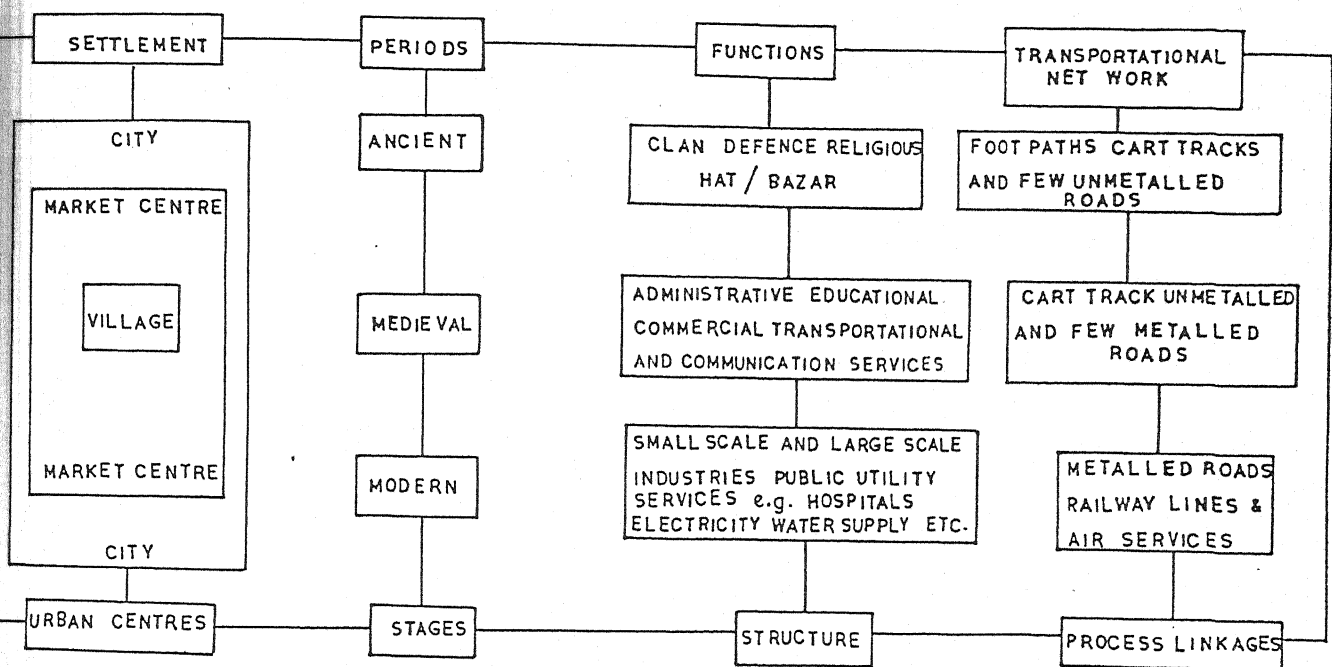 SETTLEMENT
CITY
MARKET CENTRE
VILLAGE
MARKET CENTRE
CITY
URBAN CENTRES
PERIODS
ANCIENT
MEDIEVAL
MODERN
STAGES
FUNCTIONS
CLAN DEFENCE RELIGIOUS
HAT / BAZAR
ADMINISTRATIVE EDUCATIONAL
COMMERCIAL TRANSPORTATIONAL
AND COMMUNICATION SERVICES
SMALL SCALE AND LARGE SCALE
INDUSTRIES PUBLIC UTILITY
SERVICES e.g. HOSPITALS
ELECTRICITY WATER SUPPLY ETC.
STRUCTURE
TRANSPORTATIONAL
NET WORK
FOOT PATHS CART TRACKS
AND FEW UNMETALLED
ROADS
CART TRACK UNMETALLED
AND FEW METALLED
ROADS
METALLED ROADS
RAILWAY LINES &
AIR SERVICES
PROCESS LINKAGES